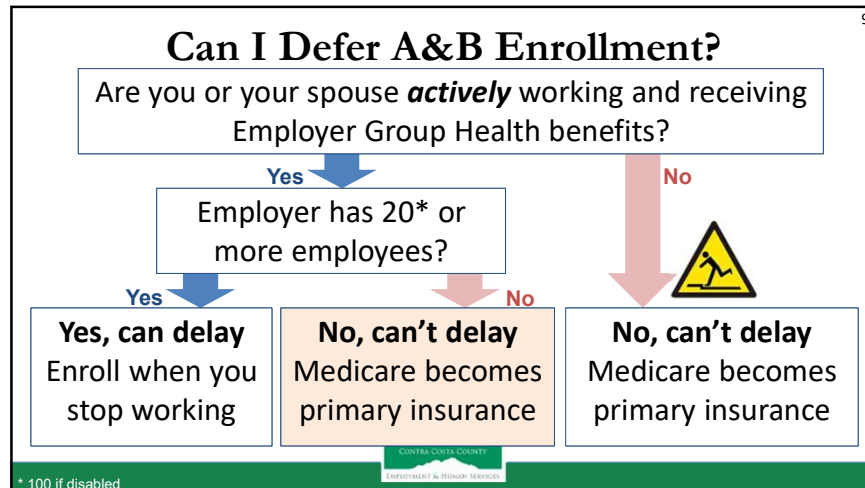 9
Can I Defer A&B Enrollment?
Are you or your spouse actively working and receiving
Employer Group Health benefits?
Yes
No
Employer has 20* or
more employees?
Yes
No
Yes, can delay
Enroll when you
stop working
No, can't delay
Medicare becomes
primary insurance
No, can't delay
Medicare becomes
primary insurance
CONTRA COSTA COUNTY
EMPLOYMENT & HUMAN SERVICES
* 100 if disabled